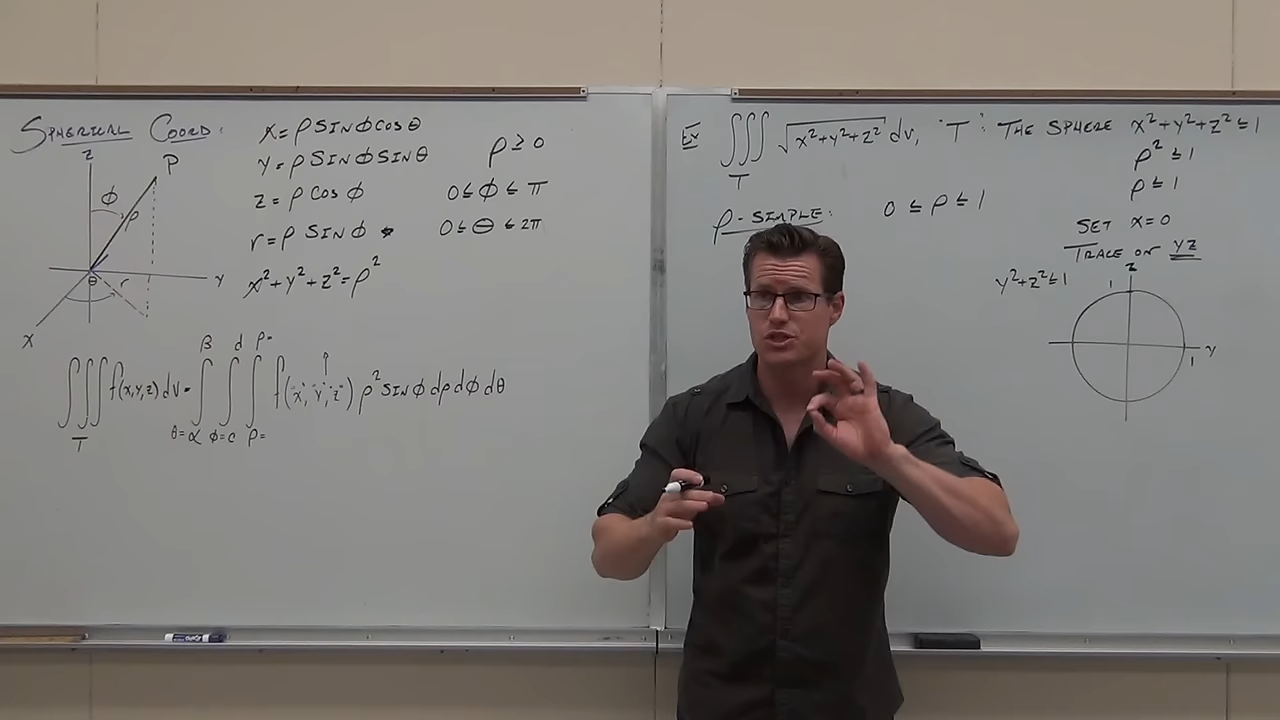 SPHERICAL COORD:
x = ρ SIN φ COS θ
y = ρ SIN φ SIN θ
z = ρ COS φ
r = ρ SIN φ
x² + y² + z² = ρ²
ρ ≥ 0
0 ≤ φ ≤ π
0 ≤ θ ≤ 2π
z
P
φ
ρ
θ
r
y
x
β d ρ=
∭ f(x,y,z) dv = ∫ ∫ ∫ f("x","y","z") ρ² SIN φ dρ dφ dθ
T θ=α φ=c ρ=
Ex ∭ √x²+y²+z² dv, "T": THE SPHERE x²+y²+z² ≤ 1
T
ρ² ≤ 1
ρ ≤ 1
ρ-SIMPLE: 0 ≤ ρ ≤ 1
SET x=0
TRACE ON YZ
y²+z² ≤ 1
z
1
y
1